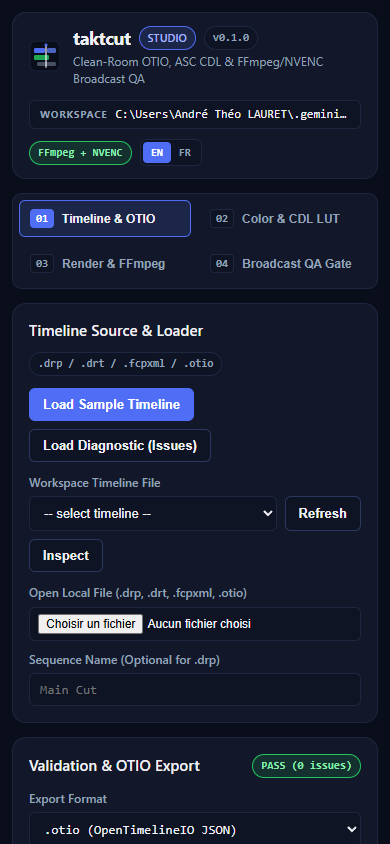 taktcut STUDIO v0.1.0
Clean-Room OTIO, ASC CDL & FFmpeg/NVENC
Broadcast QA
WORKSPACE C:\Users\André Théo LAURET\.gemini…
FFmpeg + NVENC EN FR
01 Timeline & OTIO 02 Color & CDL LUT
03 Render & FFmpeg 04 Broadcast QA Gate
Timeline Source & Loader
.drp / .drt / .fcpxml / .otio
Load Sample Timeline
Load Diagnostic (Issues)
Workspace Timeline File
-- select timeline -- Refresh
Inspect
Open Local File (.drp, .drt, .fcpxml, .otio)
Choisir un fichier Aucun fichier choisi
Sequence Name (Optional for .drp)
Main Cut
Validation & OTIO Export PASS (0 issues)
Export Format
.otio (OpenTimelineIO JSON)